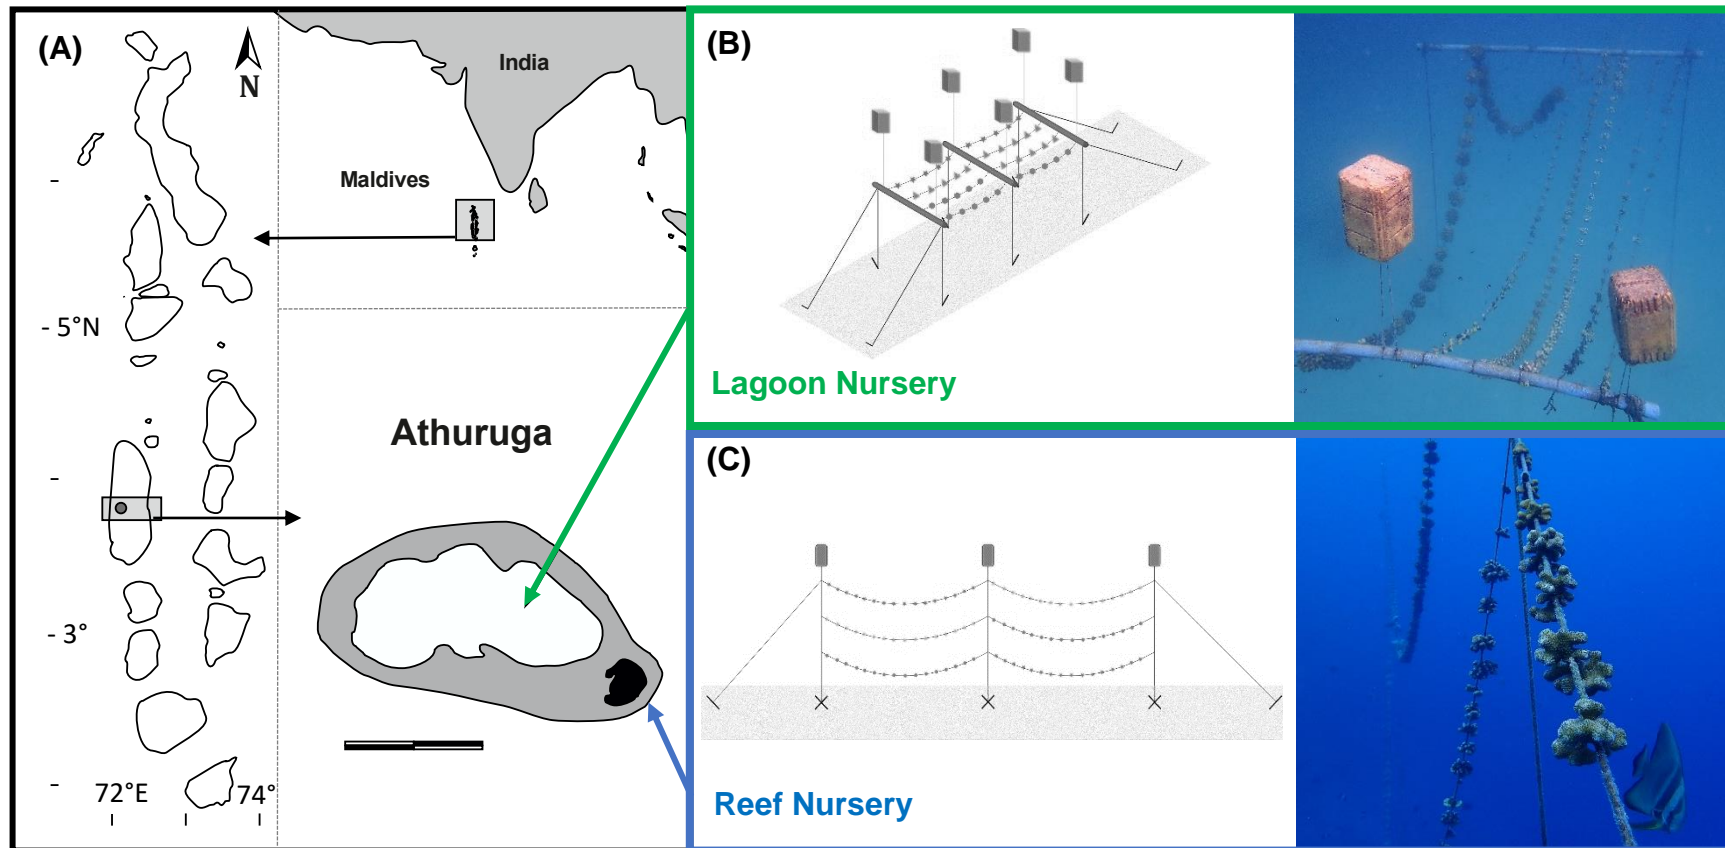 (A)
N
India
Maldives
- 5°N
-
-
Athuruga
- 3°
-
72°E
74°
(B)
Lagoon Nursery
(C)
Reef Nursery